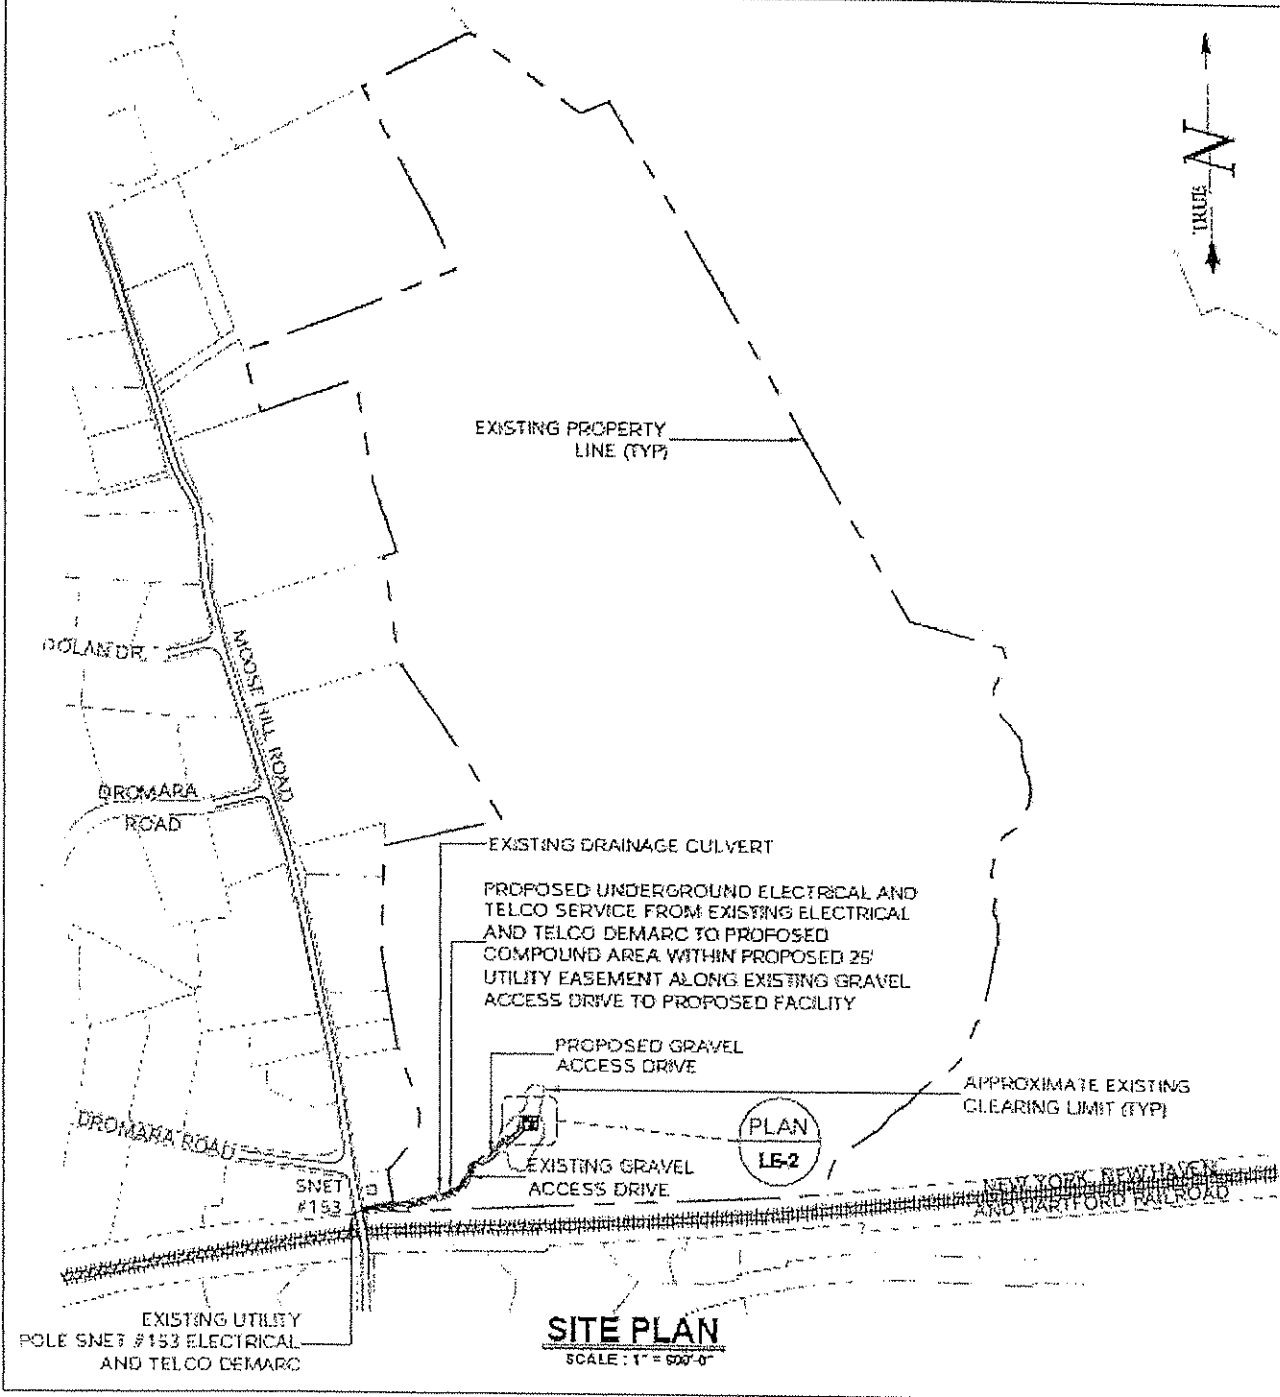 TRUE
N
EXISTING PROPERTY
LINE (TYP)
DOLAN DR.
MOOSE HILL ROAD
DROMARA
ROAD
EXISTING DRAINAGE CULVERT
PROPOSED UNDERGROUND ELECTRICAL AND
TELCO SERVICE FROM EXISTING ELECTRICAL
AND TELCO DEMARC TO PROPOSED
COMPOUND AREA WITHIN PROPOSED 25'
UTILITY EASEMENT ALONG EXISTING GRAVEL
ACCESS DRIVE TO PROPOSED FACILITY
PROPOSED GRAVEL
ACCESS DRIVE
APPROXIMATE EXISTING
CLEARING LIMIT (TYP)
PLAN
LE-2
DROMARA ROAD
EXISTING GRAVEL
ACCESS DRIVE
SNET
#153
NEW YORK, NEW HAVEN
AND HARTFORD RAILROAD
?
EXISTING UTILITY
POLE SNET #153 ELECTRICAL
AND TELCO DEMARC
SITE PLAN
SCALE : 1" = 600'-0"